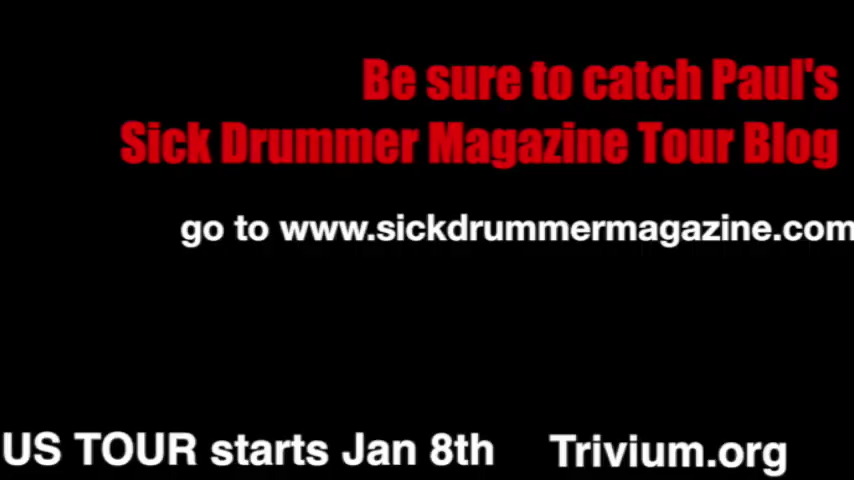 Be sure to catch Paul's
Sick Drummer Magazine Tour Blog
go to www.sickdrummermagazine.com
US TOUR starts Jan 8th Trivium.org